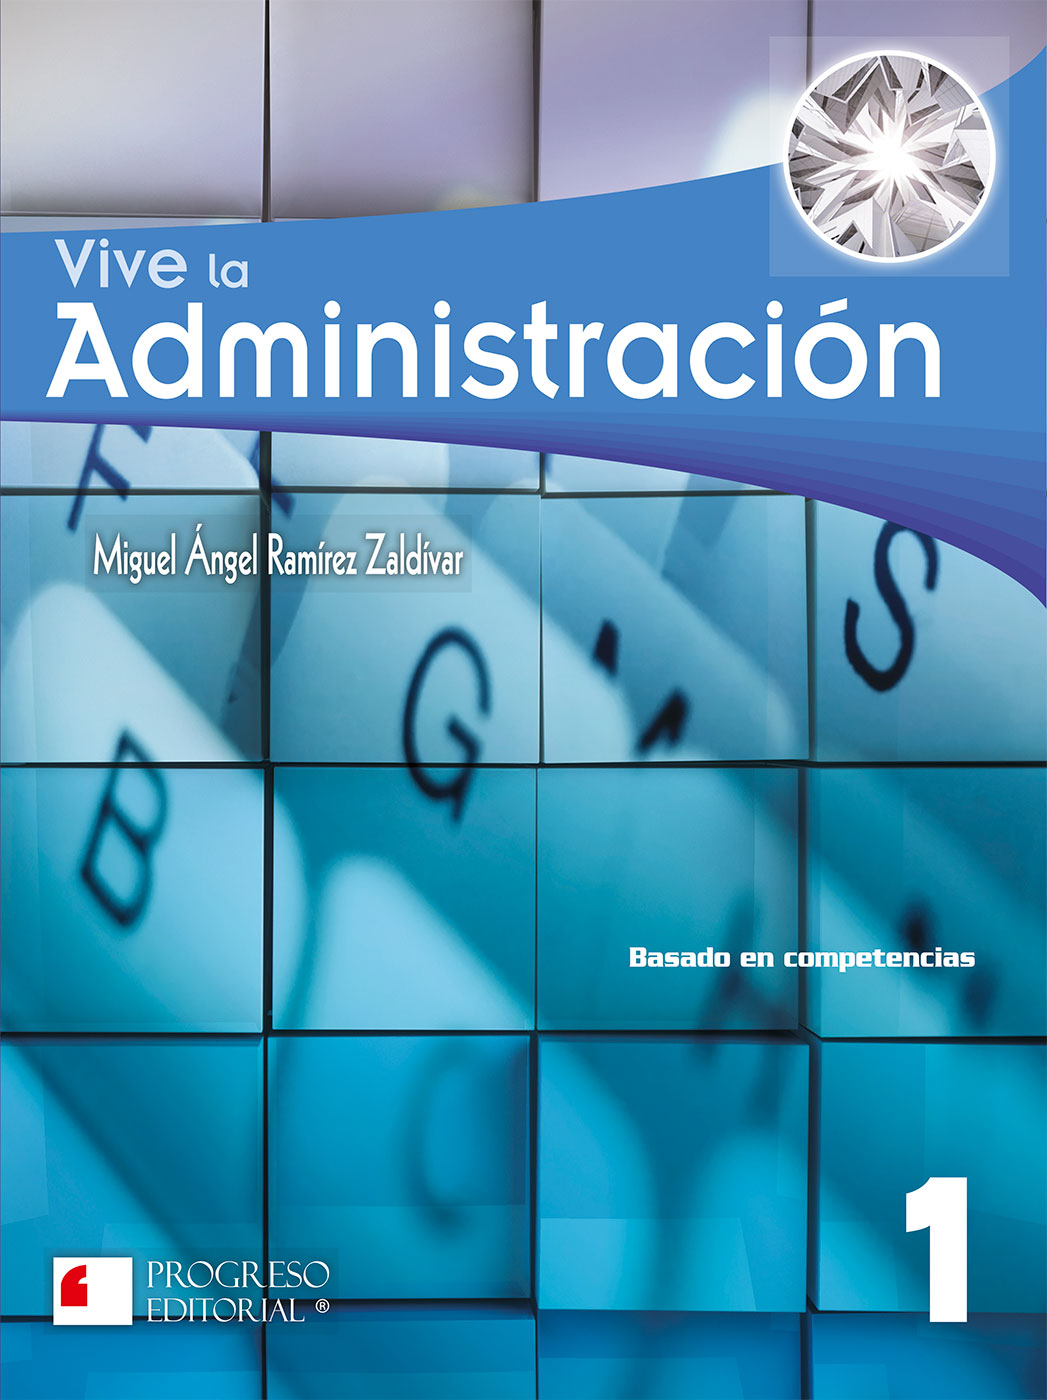 Vive la
Administración
Miguel Ángel Ramírez Zaldívar
T
S
G
B
Basado en competencias
1
PROGRESO
EDITORIAL ®